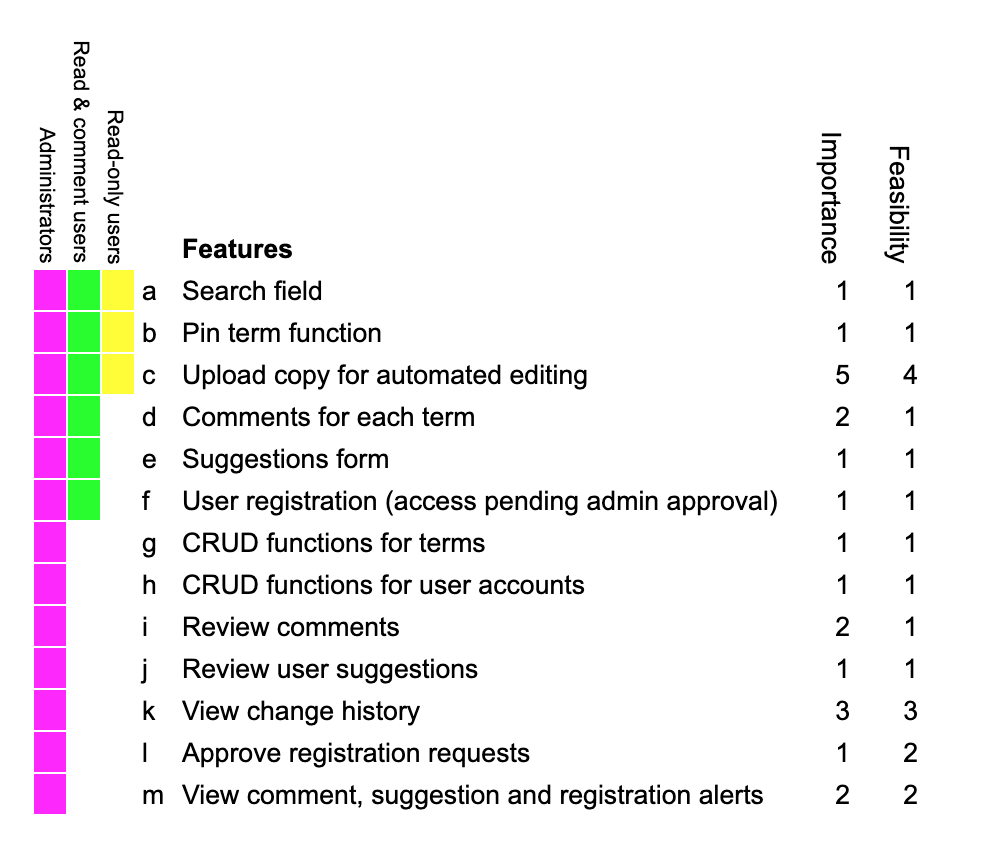 Administrators
Read & comment users
Read-only users
Features
Importance
Feasibility
a Search field 1 1
b Pin term function 1 1
c Upload copy for automated editing 5 4
d Comments for each term 2 1
e Suggestions form 1 1
f User registration (access pending admin approval) 1 1
g CRUD functions for terms 1 1
h CRUD functions for user accounts 1 1
i Review comments 2 1
j Review user suggestions 1 1
k View change history 3 3
l Approve registration requests 1 2
m View comment, suggestion and registration alerts 2 2